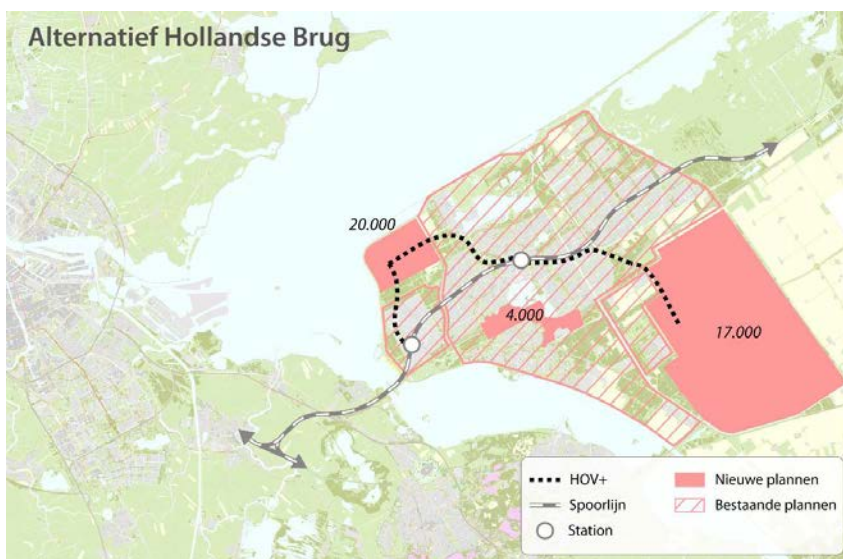 Alternatief Hollandse Brug
20.000
4.000
17.000
HOV+
Spoorlijn
Station
Nieuwe plannen
Bestaande plannen